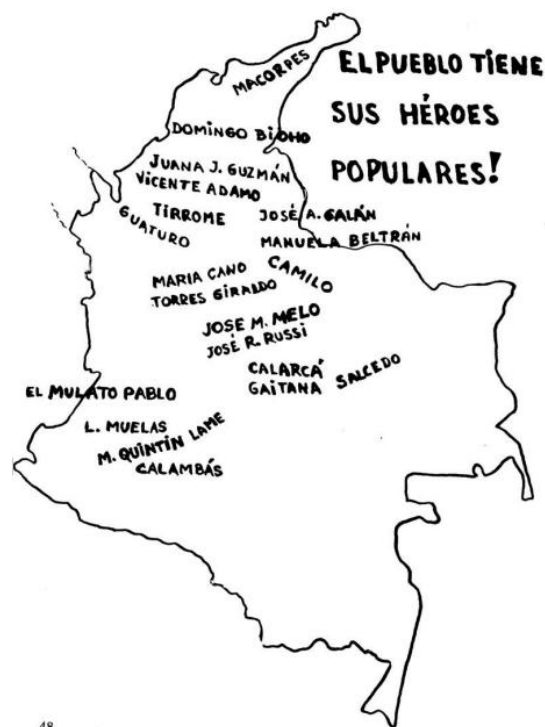 EL PUEBLO TIENE
SUS HÉROES
POPULARES!
MACORPES
DOMINGO BIOHO
JUANA J. GUZMÁN
VICENTE ADAMO
TIRROME
GUATURO
JOSÉ A. GALÁN
MANUELA BELTRÁN
MARIA CANO
TORRES GIRALDO
CAMILO
JOSE M. MELO
JOSÉ R. RUSSI
CALARCÁ
GAITANA
SALCEDO
EL MULATO PABLO
L. MUELAS
M. QUINTÍN LAME
CALAMBÁS
48